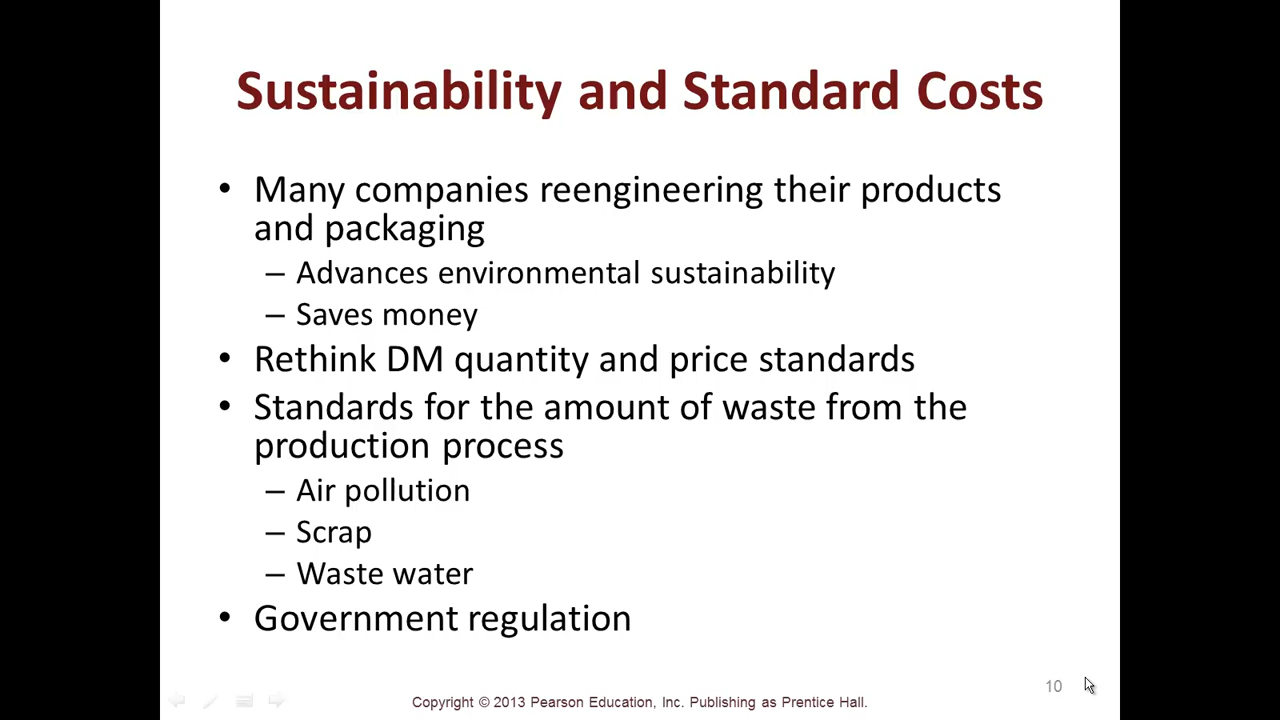 Sustainability and Standard Costs
• Many companies reengineering their products
and packaging
– Advances environmental sustainability
– Saves money
• Rethink DM quantity and price standards
• Standards for the amount of waste from the
production process
– Air pollution
– Scrap
– Waste water
• Government regulation
10
Copyright © 2013 Pearson Education, Inc. Publishing as Prentice Hall.